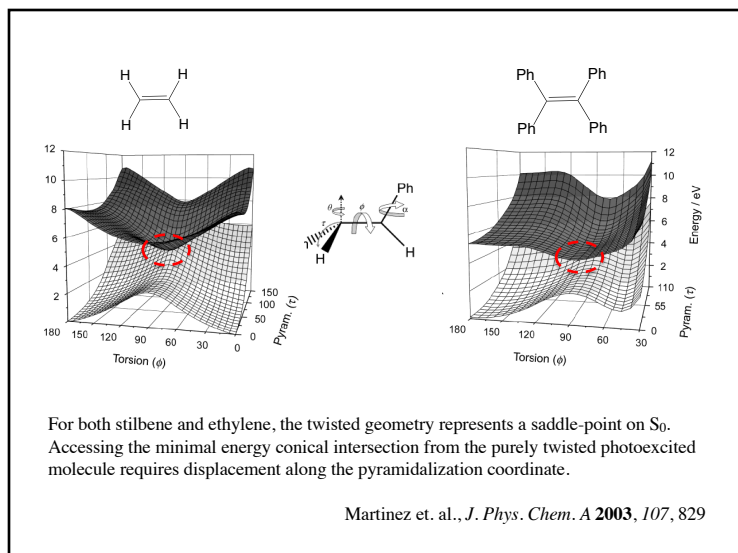 H H
H H
12
10
8
6
4
2
180 150 120 90 60 30 0
Torsion (ϕ)
0
50
100
150
Pyram. (τ)
θ
τ
ϕ
Ph
α
H
H
Ph Ph
Ph Ph
12
10
8
6
4
2
Energy / eV
110
55
0
Pyram. (τ)
180 150 120 90 60 30
Torsion (ϕ)
For both stilbene and ethylene, the twisted geometry represents a saddle-point on S₀.
Accessing the minimal energy conical intersection from the purely twisted photoexcited
molecule requires displacement along the pyramidalization coordinate.
Martinez et. al., J. Phys. Chem. A 2003, 107, 829